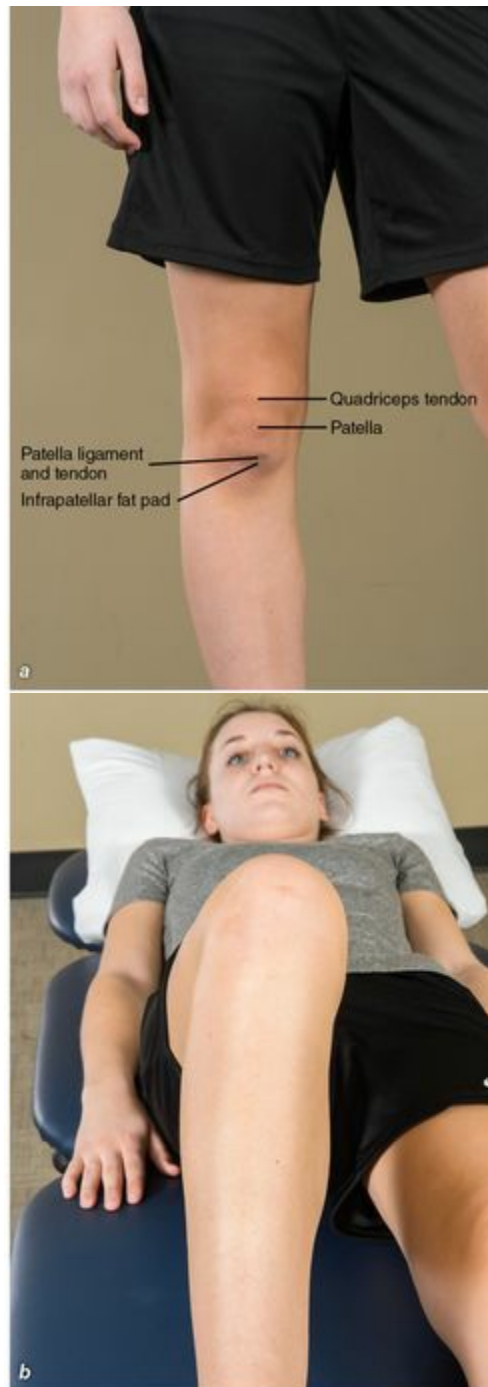 Quadriceps tendon
Patella
Patella ligament
and tendon
Infrapatellar fat pad
a
b